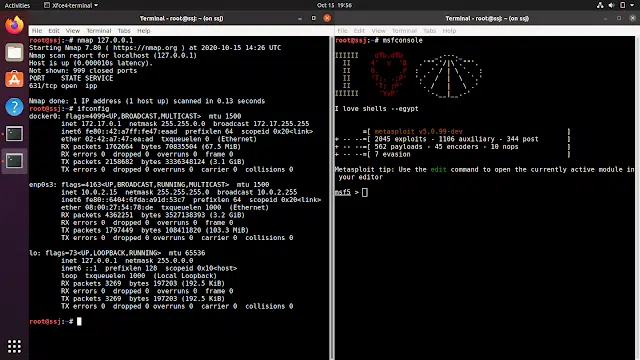 Activities
Xfce4-terminal
Oct 15 19:56
Terminal - root@ssj: ~ (on ssj)
File Edit View Terminal Tabs Help
root@ssj:~# nmap 127.0.0.1
Starting Nmap 7.80 ( https://nmap.org ) at 2020-10-15 14:26 UTC
Nmap scan report for localhost (127.0.0.1)
Host is up (0.000010s latency).
Not shown: 999 closed ports
PORT STATE SERVICE
631/tcp open ipp
Nmap done: 1 IP address (1 host up) scanned in 0.13 seconds
root@ssj:~# ifconfig
docker0: flags=4099<UP,BROADCAST,MULTICAST> mtu 1500
inet 172.17.0.1 netmask 255.255.0.0 broadcast 172.17.255.255
inet6 fe80::42:a7ff:fe47:eaad prefixlen 64 scopeid 0x20<link>
ether 02:42:a7:47:ea:ad txqueuelen 0 (Ethernet)
RX packets 1762664 bytes 70835504 (67.5 MiB)
RX errors 0 dropped 0 overruns 0 frame 0
TX packets 2158682 bytes 3336348124 (3.1 GiB)
TX errors 0 dropped 0 overruns 0 carrier 0 collisions 0
enp0s3: flags=4163<UP,BROADCAST,RUNNING,MULTICAST> mtu 1500
inet 10.0.2.15 netmask 255.255.255.0 broadcast 10.0.2.255
inet6 fe80::6404:6fda:a91d:53c7 prefixlen 64 scopeid 0x20<link>
ether 08:00:27:54:78:de txqueuelen 1000 (Ethernet)
RX packets 4362251 bytes 3527138393 (3.2 GiB)
RX errors 0 dropped 0 overruns 0 frame 0
TX packets 1797449 bytes 108411820 (103.3 MiB)
TX errors 0 dropped 0 overruns 0 carrier 0 collisions 0
lo: flags=73<UP,LOOPBACK,RUNNING> mtu 65536
inet 127.0.0.1 netmask 255.0.0.0
inet6 ::1 prefixlen 128 scopeid 0x10<host>
loop txqueuelen 1000 (Local Loopback)
RX packets 3269 bytes 197203 (192.5 KiB)
RX errors 0 dropped 0 overruns 0 frame 0
TX packets 3269 bytes 197203 (192.5 KiB)
TX errors 0 dropped 0 overruns 0 carrier 0 collisions 0
root@ssj:~#
Terminal - root@ssj: ~ (on ssj)
File Edit View Terminal Tabs Help
root@ssj:~# msfconsole
I love shells --egypt
=[ metasploit v5.0.99-dev ]
+ -- --=[ 2045 exploits - 1106 auxiliary - 344 post ]
+ -- --=[ 562 payloads - 45 encoders - 10 nops ]
+ -- --=[ 7 evasion ]
Metasploit tip: Use the edit command to open the currently active module in
your editor
msf5 >